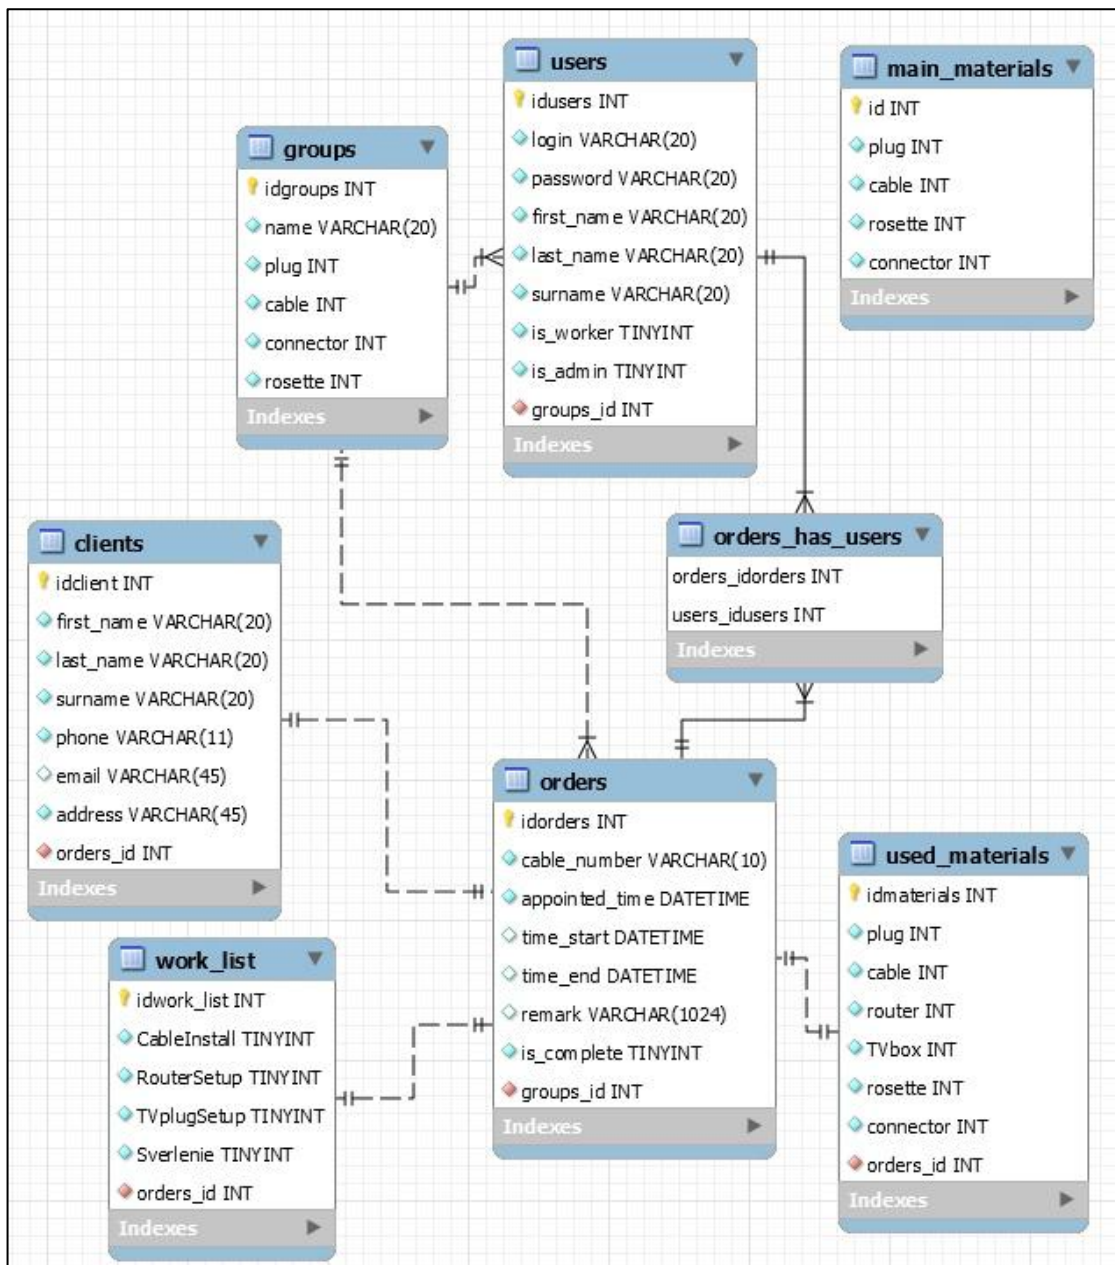 users
idusers INT
login VARCHAR(20)
password VARCHAR(20)
first_name VARCHAR(20)
last_name VARCHAR(20)
surname VARCHAR(20)
is_worker TINYINT
is_admin TINYINT
groups_id INT
Indexes
main_materials
id INT
plug INT
cable INT
rosette INT
connector INT
Indexes
groups
idgroups INT
name VARCHAR(20)
plug INT
cable INT
connector INT
rosette INT
Indexes
clients
idclient INT
first_name VARCHAR(20)
last_name VARCHAR(20)
surname VARCHAR(20)
phone VARCHAR(11)
email VARCHAR(45)
address VARCHAR(45)
orders_id INT
Indexes
orders_has_users
orders_idorders INT
users_idusers INT
Indexes
orders
idorders INT
cable_number VARCHAR(10)
appointed_time DATETIME
time_start DATETIME
time_end DATETIME
remark VARCHAR(1024)
is_complete TINYINT
groups_id INT
Indexes
used_materials
idmaterials INT
plug INT
cable INT
router INT
TVbox INT
rosette INT
connector INT
orders_id INT
Indexes
work_list
idwork_list INT
CableInstall TINYINT
RouterSetup TINYINT
TVplugSetup TINYINT
Sverlenie TINYINT
orders_id INT
Indexes